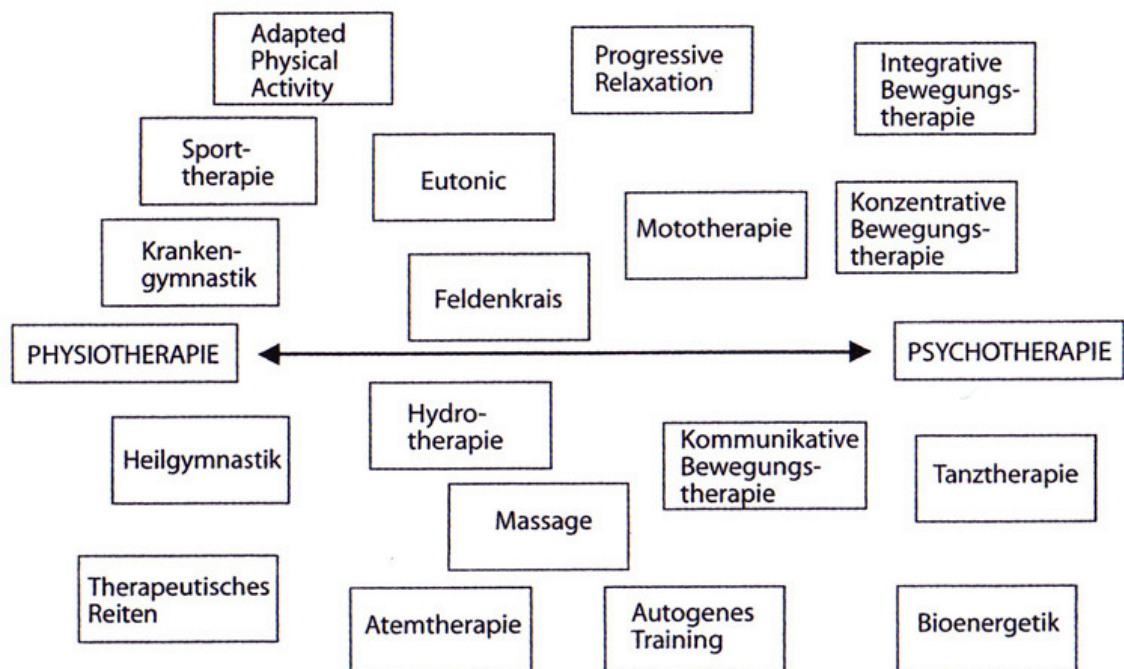 Adapted
Physical
Activity
Progressive
Relaxation
Integrative
Bewegungs-
therapie
Sport-
therapie
Eutonic
Mototherapie
Konzentrative
Bewegungs-
therapie
Kranken-
gymnastik
Feldenkrais
PHYSIOTHERAPIE
PSYCHOTHERAPIE
Hydro-
therapie
Heilgymnastik
Kommunikative
Bewegungs-
therapie
Tanztherapie
Massage
Therapeutisches
Reiten
Atemtherapie
Autogenes
Training
Bioenergetik